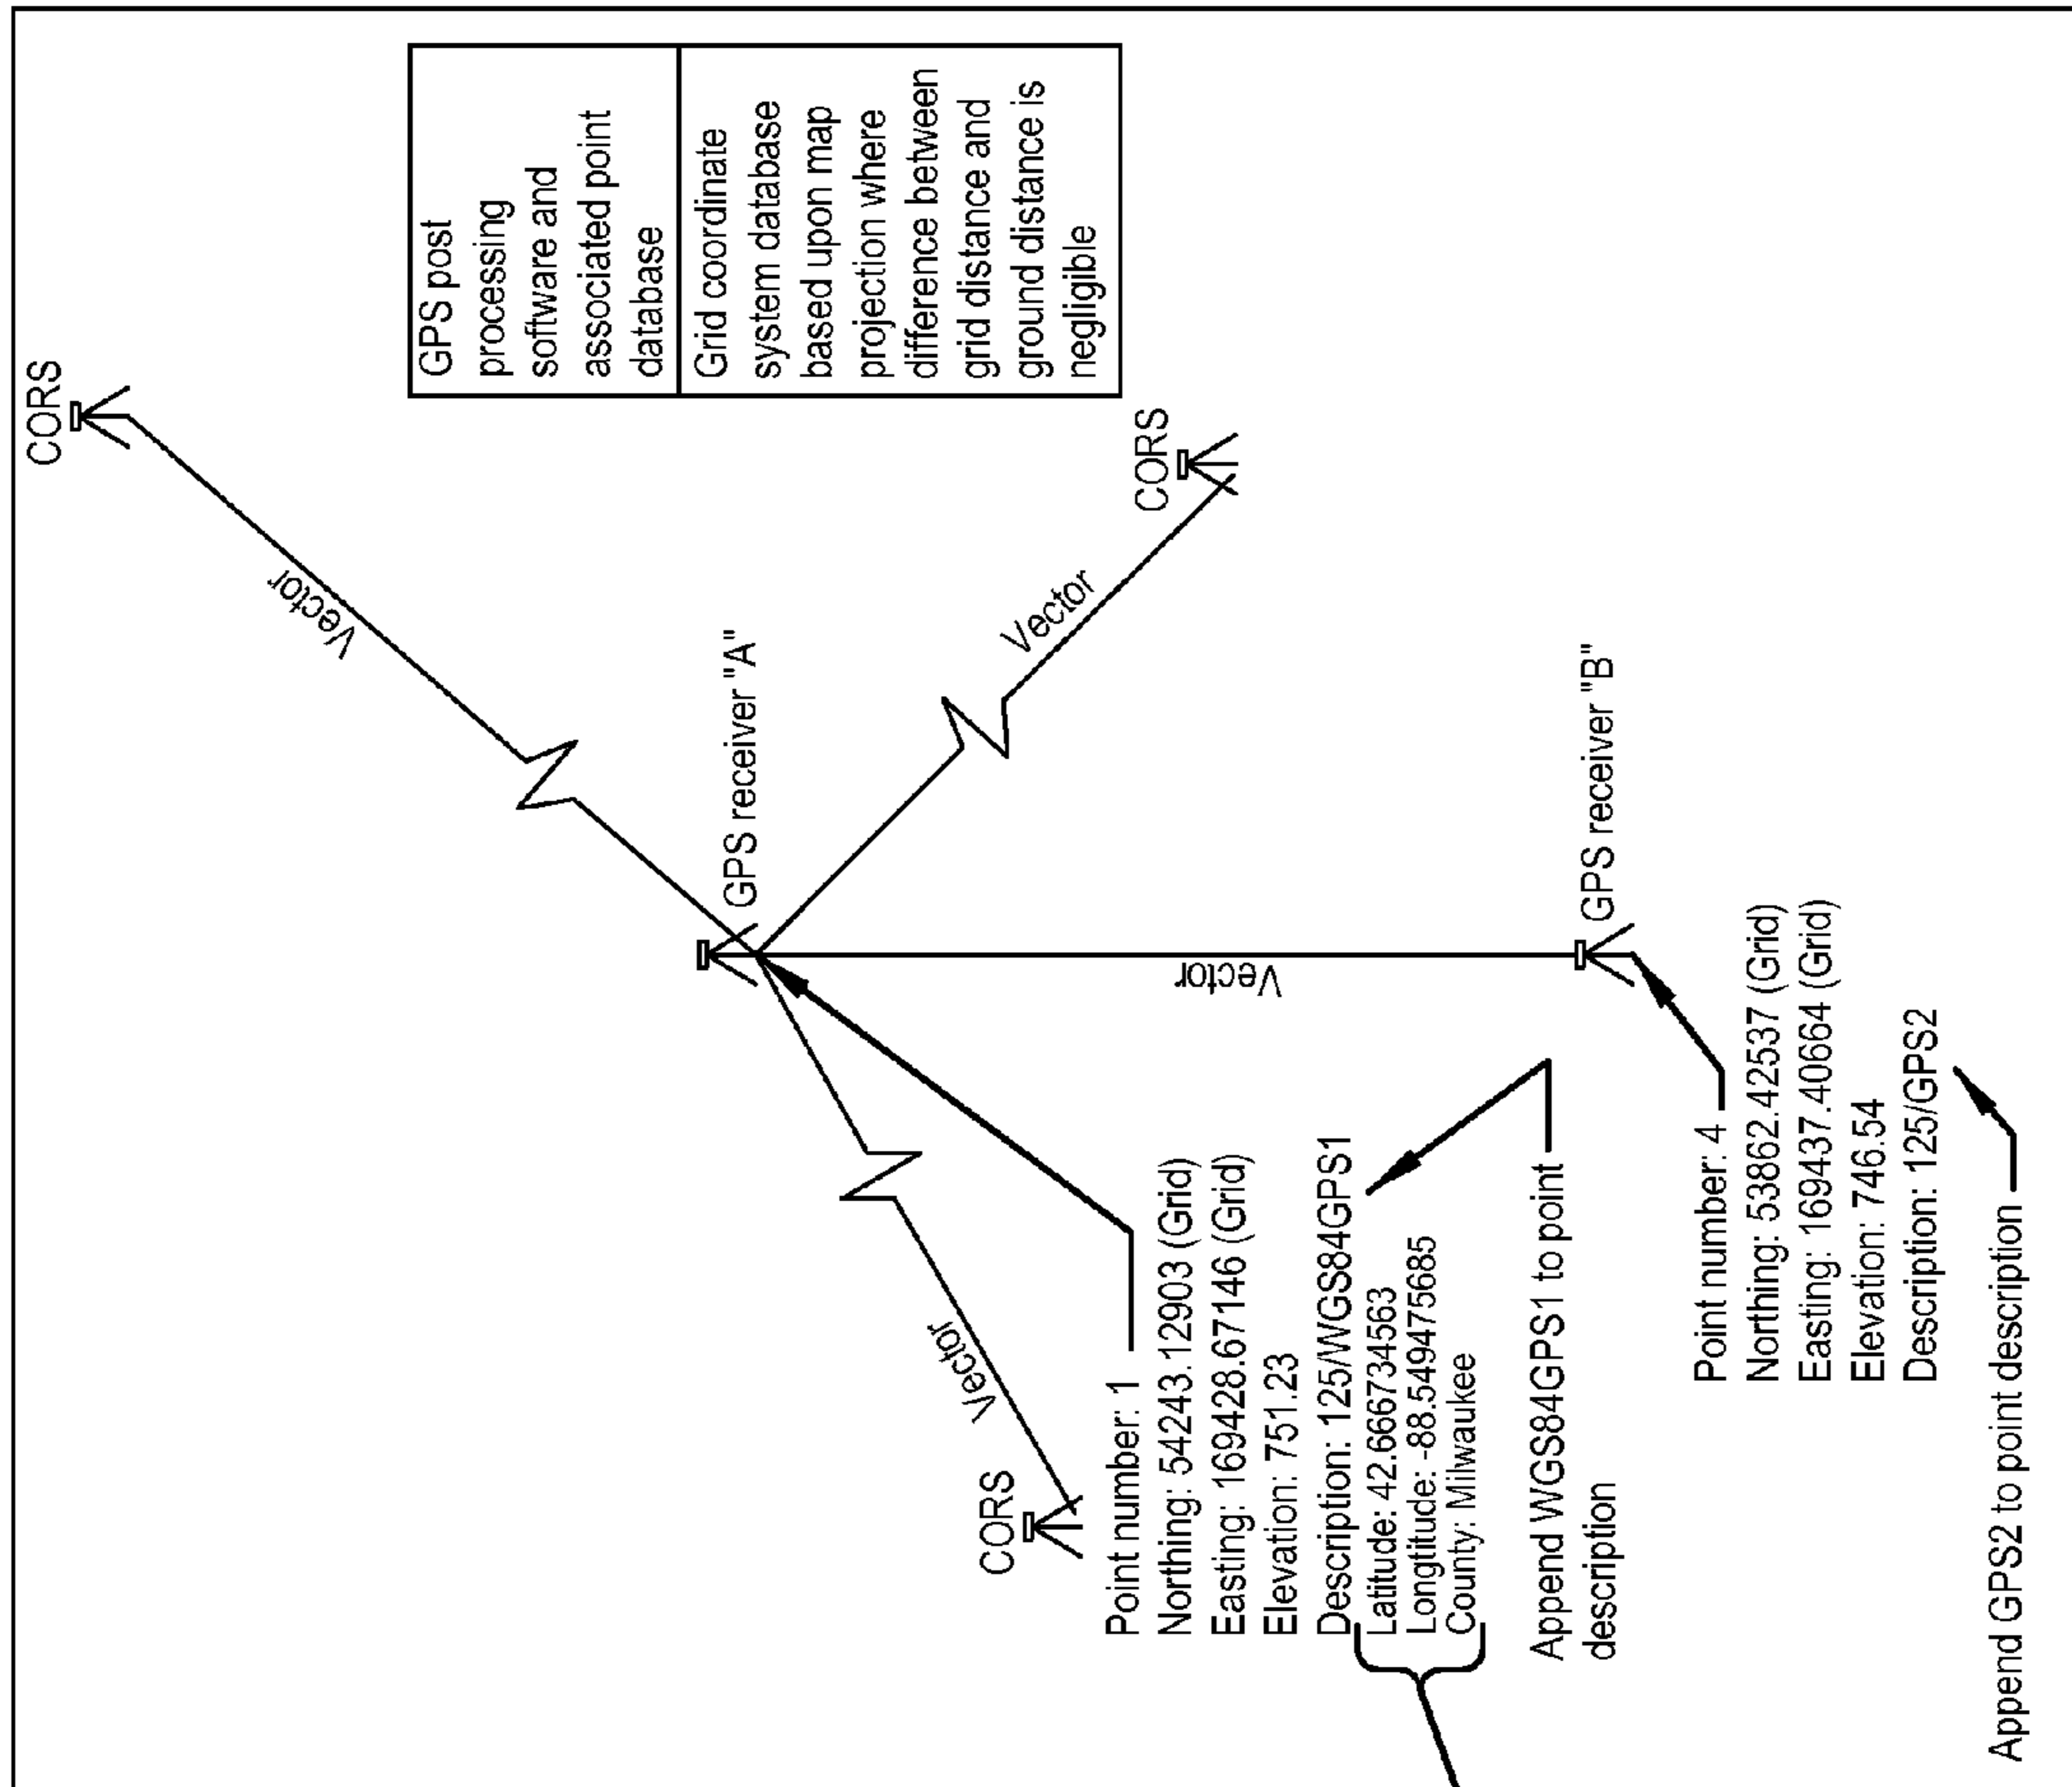 CORS
Vector
GPS post
processing
software and
associated point
database
Grid coordinate
system database
based upon map
projection where
difference between
grid distance and
ground distance is
negligible
GPS receiver "A"
Vector
CORS
CORS
Vector
Vector
GPS receiver "B"
Point number: 1
Northing: 54243.12903 (Grid)
Easting: 169428.67146 (Grid)
Elevation: 751.23
Description: 125/WGS84GPS1
Latitude: 42.666734563
Longtitude: -88.549475685
County: Milwaukee
Append WGS84GPS1 to point
description
Point number: 4
Northing: 53862.42537 (Grid)
Easting: 169437.40664 (Grid)
Elevation: 746.54
Description: 125/GPS2
Append GPS2 to point description